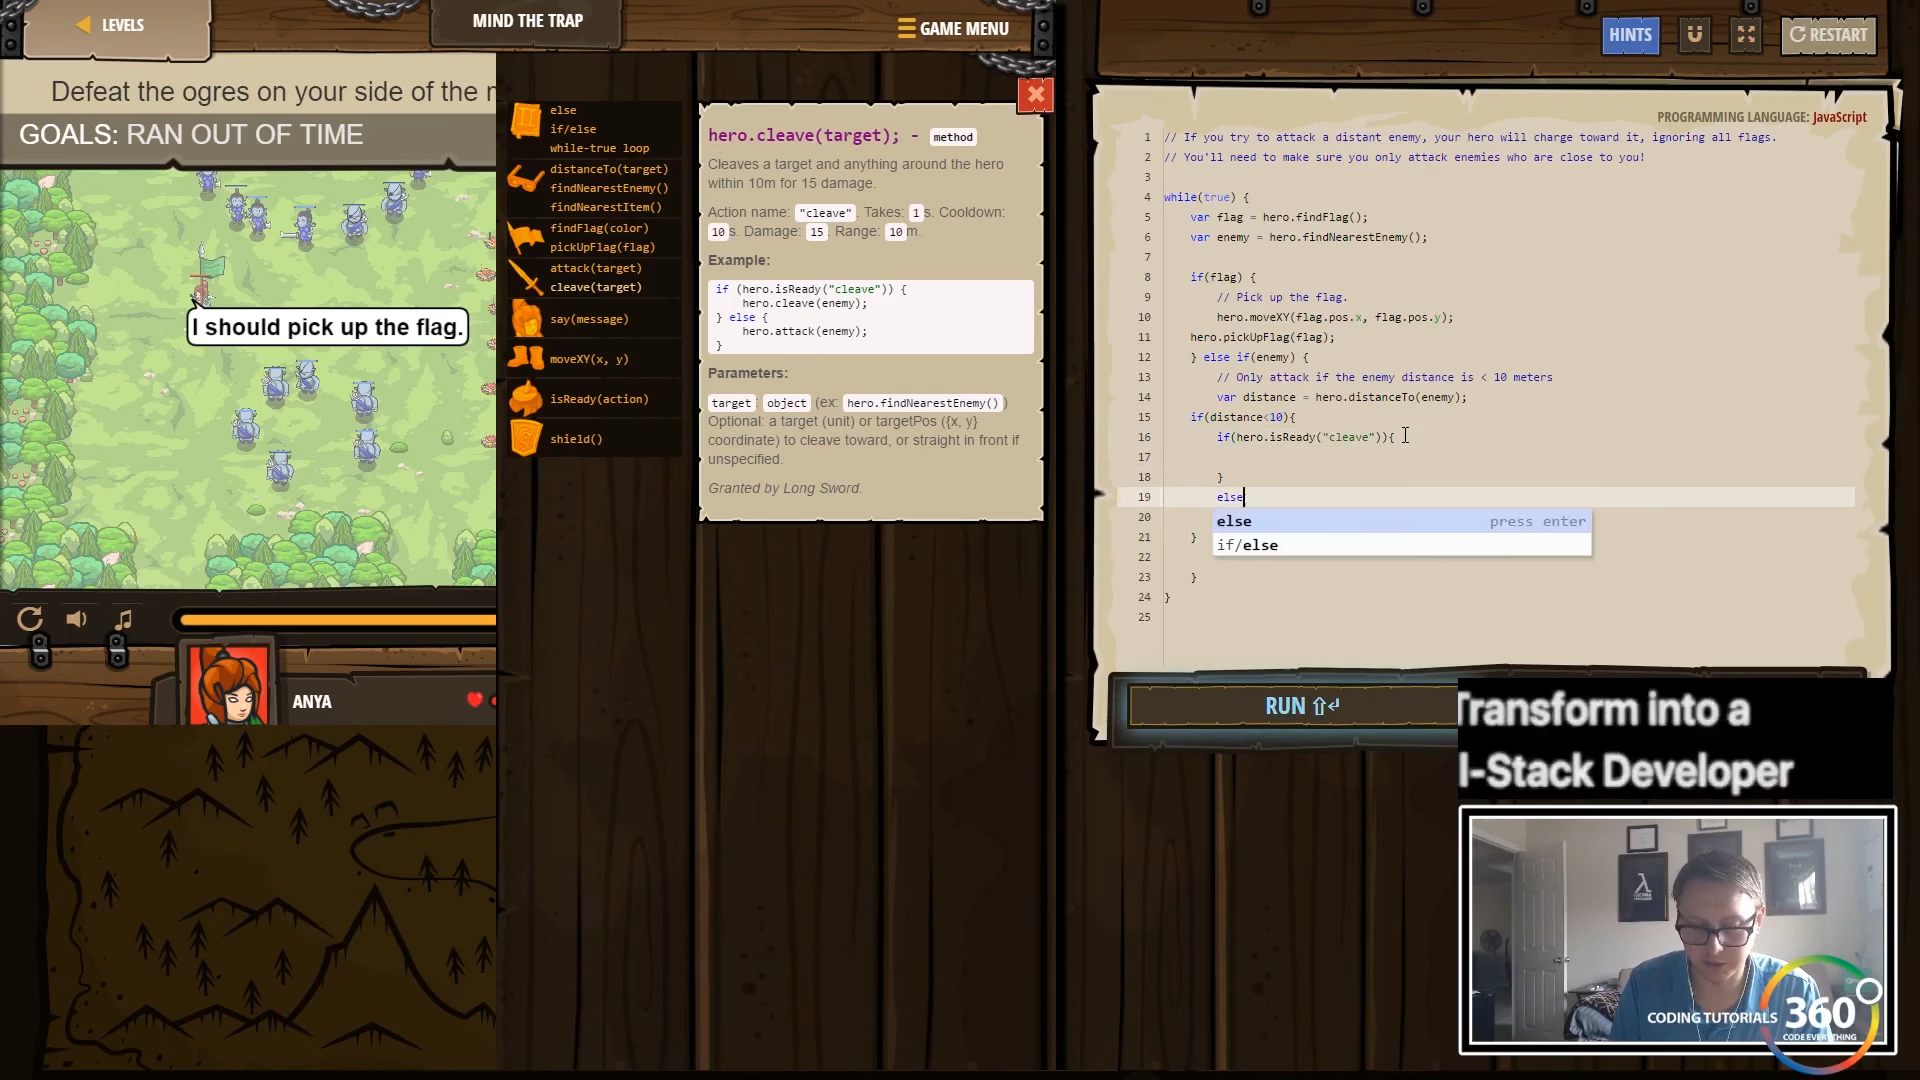 LEVELS
MIND THE TRAP
GAME MENU
HINTS
RESTART
Defeat the ogres on your side of the
GOALS: RAN OUT OF TIME
I should pick up the flag.
ANYA
else
if/else
while-true loop
distanceTo(target)
findNearestEnemy()
findNearestItem()
findFlag(color)
pickUpFlag(flag)
attack(target)
cleave(target)
say(message)
moveXY(x, y)
isReady(action)
shield()
hero.cleave(target); - method
Cleaves a target and anything around the hero
within 10m for 15 damage.
Action name: "cleave". Takes: 1 s. Cooldown:
10 s. Damage: 15. Range: 10 m.
Example:
if (hero.isReady("cleave")) {
hero.cleave(enemy);
} else {
hero.attack(enemy);
}
Parameters:
target: object (ex: hero.findNearestEnemy())
Optional: a target (unit) or targetPos ({x, y}
coordinate) to cleave toward, or straight in front if
unspecified.
Granted by Long Sword.
PROGRAMMING LANGUAGE: JavaScript
1 // If you try to attack a distant enemy, your hero will charge toward it, ignoring all flags.
2 // You'll need to make sure you only attack enemies who are close to you!
3
4 while(true) {
5 var flag = hero.findFlag();
6 var enemy = hero.findNearestEnemy();
7
8 if(flag) {
9 // Pick up the flag.
10 hero.moveXY(flag.pos.x, flag.pos.y);
11 hero.pickUpFlag(flag);
12 } else if(enemy) {
13 // Only attack if the enemy distance is < 10 meters
14 var distance = hero.distanceTo(enemy);
15 if(distance<10){
16 if(hero.isReady("cleave")){
17
18 }
19 else
else press enter
20
if/else
21 }
22
23 }
24 }
25
RUN
Transform into a
l-Stack Developer
CODING TUTORIALS 360
CODE EVERYTHING